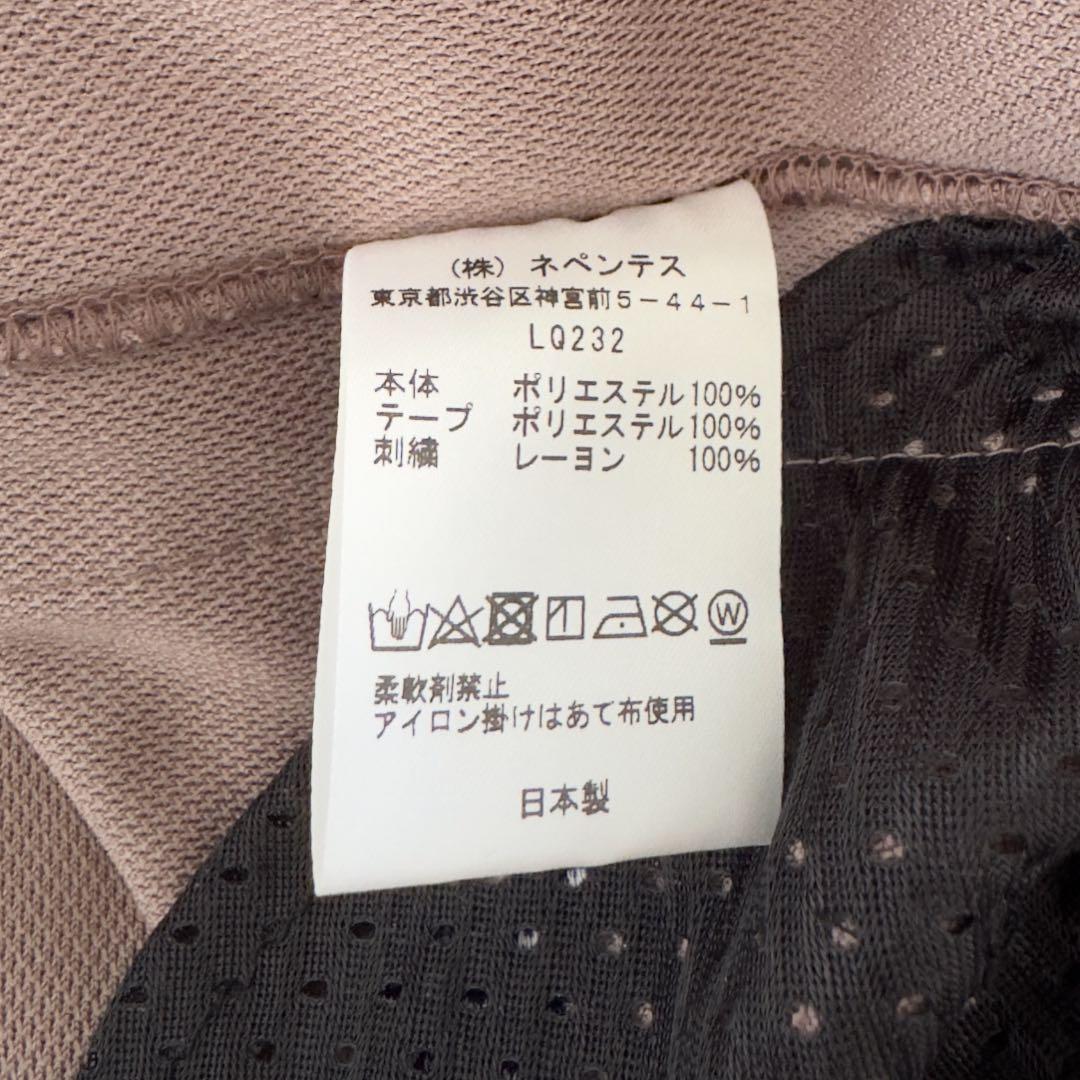 (株) ネペンテス
東京都渋谷区神宮前5-44-1
LQ232
本体 ポリエステル100%
テープ ポリエステル100%
刺繍 レーヨン 100%
W
柔軟剤禁止
アイロン掛けはあて布使用
日本製